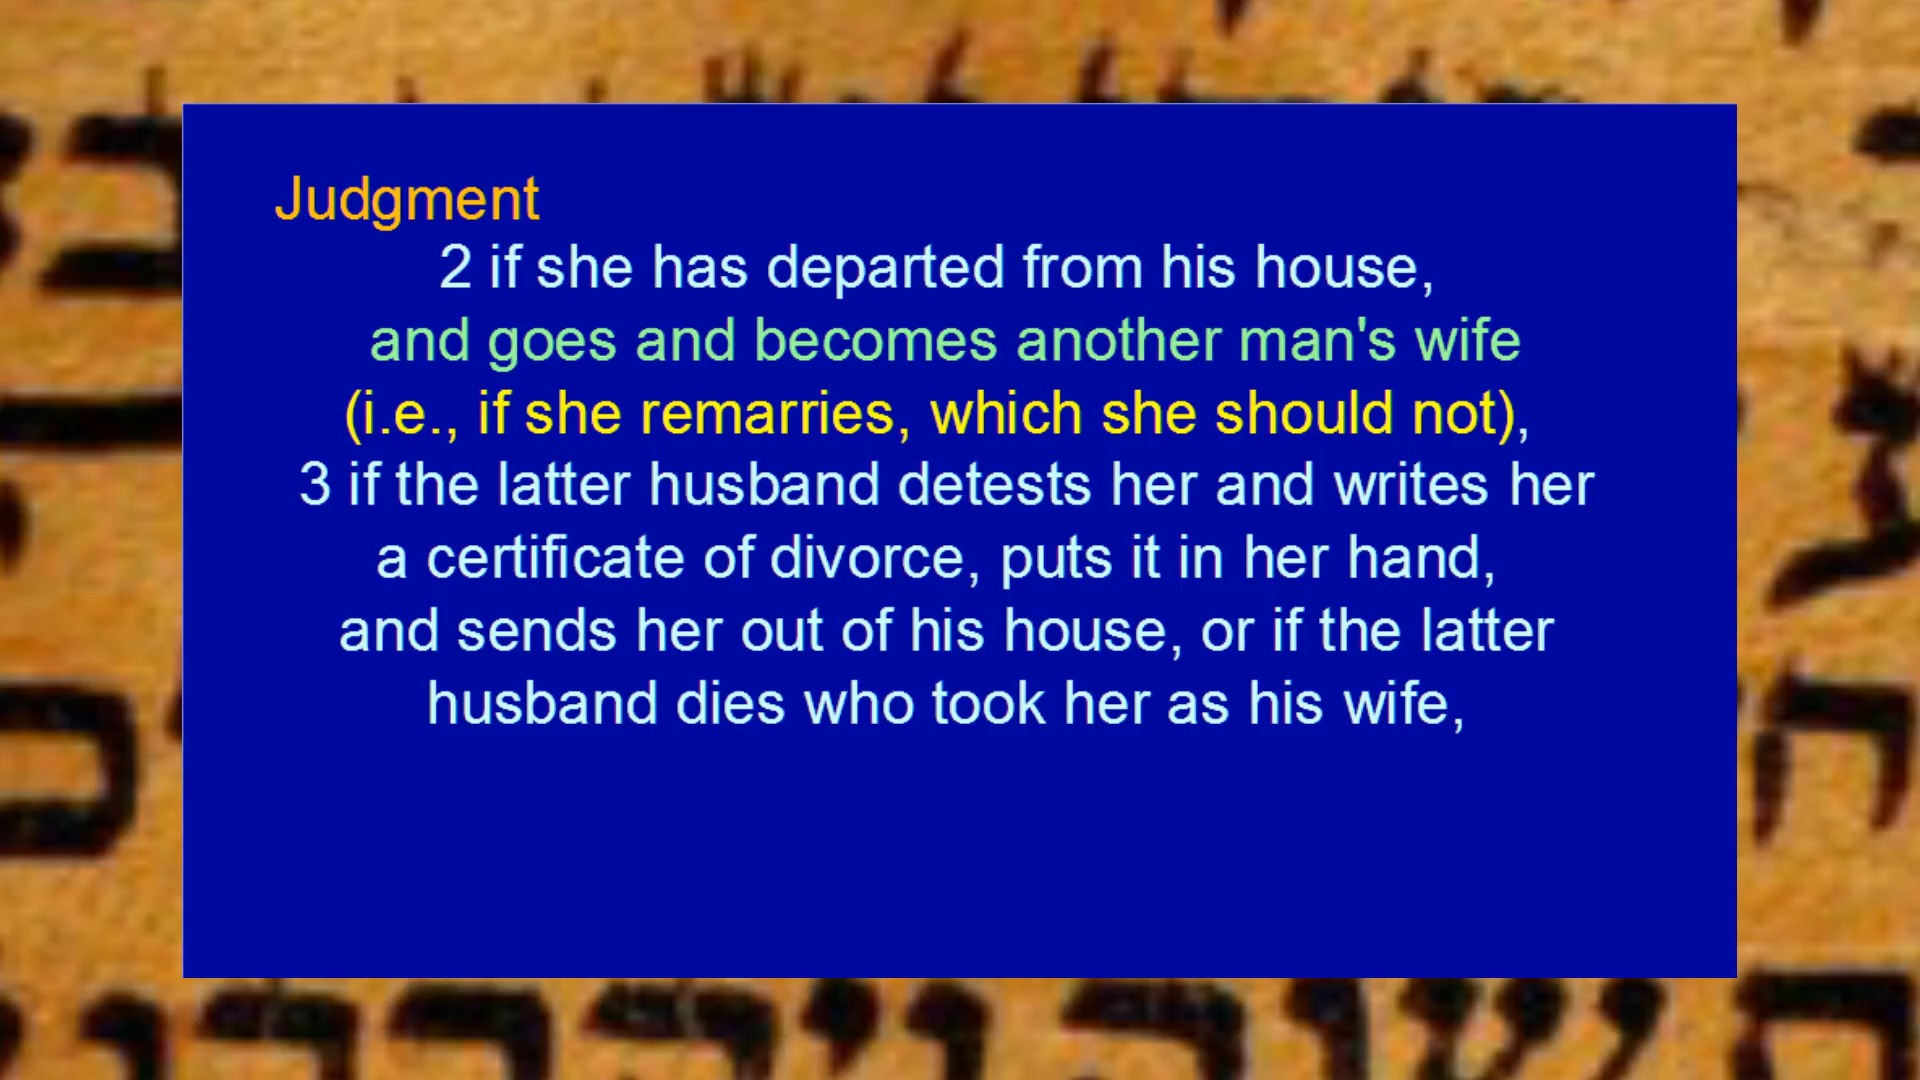 Judgment
2 if she has departed from his house,
and goes and becomes another man's wife
(i.e., if she remarries, which she should not),
3 if the latter husband detests her and writes her
a certificate of divorce, puts it in her hand,
and sends her out of his house, or if the latter
husband dies who took her as his wife,